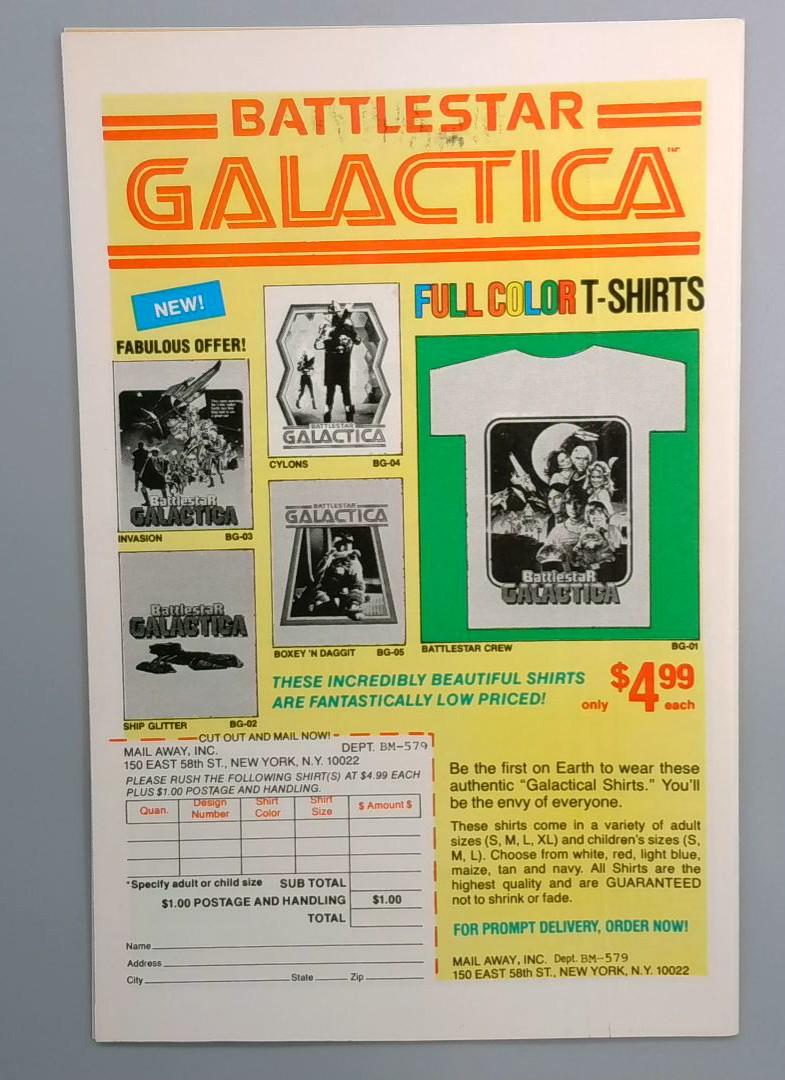 BATTLESTAR
GALACTICA™
NEW!
FABULOUS OFFER!
FULL COLOR T-SHIRTS
BattlestaR
GALACTICA
INVASION BG-03
BATTLESTAR
GALACTICA
CYLONS BG-04
BATTLESTAR
GALACTICA
BOXEY 'N DAGGIT BG-05
BattlestaR
GALACTICA
SHIP GLITTER BG-02
BattlestaR
GALACTICA
BATTLESTAR CREW BG-01
THESE INCREDIBLY BEAUTIFUL SHIRTS
ARE FANTASTICALLY LOW PRICED!
only $4.99 each
CUT OUT AND MAIL NOW!
MAIL AWAY, INC. DEPT. BM-579
150 EAST 58th ST., NEW YORK, N.Y. 10022
PLEASE RUSH THE FOLLOWING SHIRT(S) AT $4.99 EACH
PLUS $1.00 POSTAGE AND HANDLING.
Quan. Design Number Shirt Color Shirt Size $ Amount $
*Specify adult or child size SUB TOTAL
$1.00 POSTAGE AND HANDLING $1.00
TOTAL
Name
Address
City State Zip
Be the first on Earth to wear these
authentic "Galactical Shirts." You'll
be the envy of everyone.
These shirts come in a variety of adult
sizes (S, M, L, XL) and children's sizes (S,
M, L). Choose from white, red, light blue,
maize, tan and navy. All Shirts are the
highest quality and are GUARANTEED
not to shrink or fade.
FOR PROMPT DELIVERY, ORDER NOW!
MAIL AWAY, INC. Dept. BM-579
150 EAST 58th ST., NEW YORK, N.Y. 10022